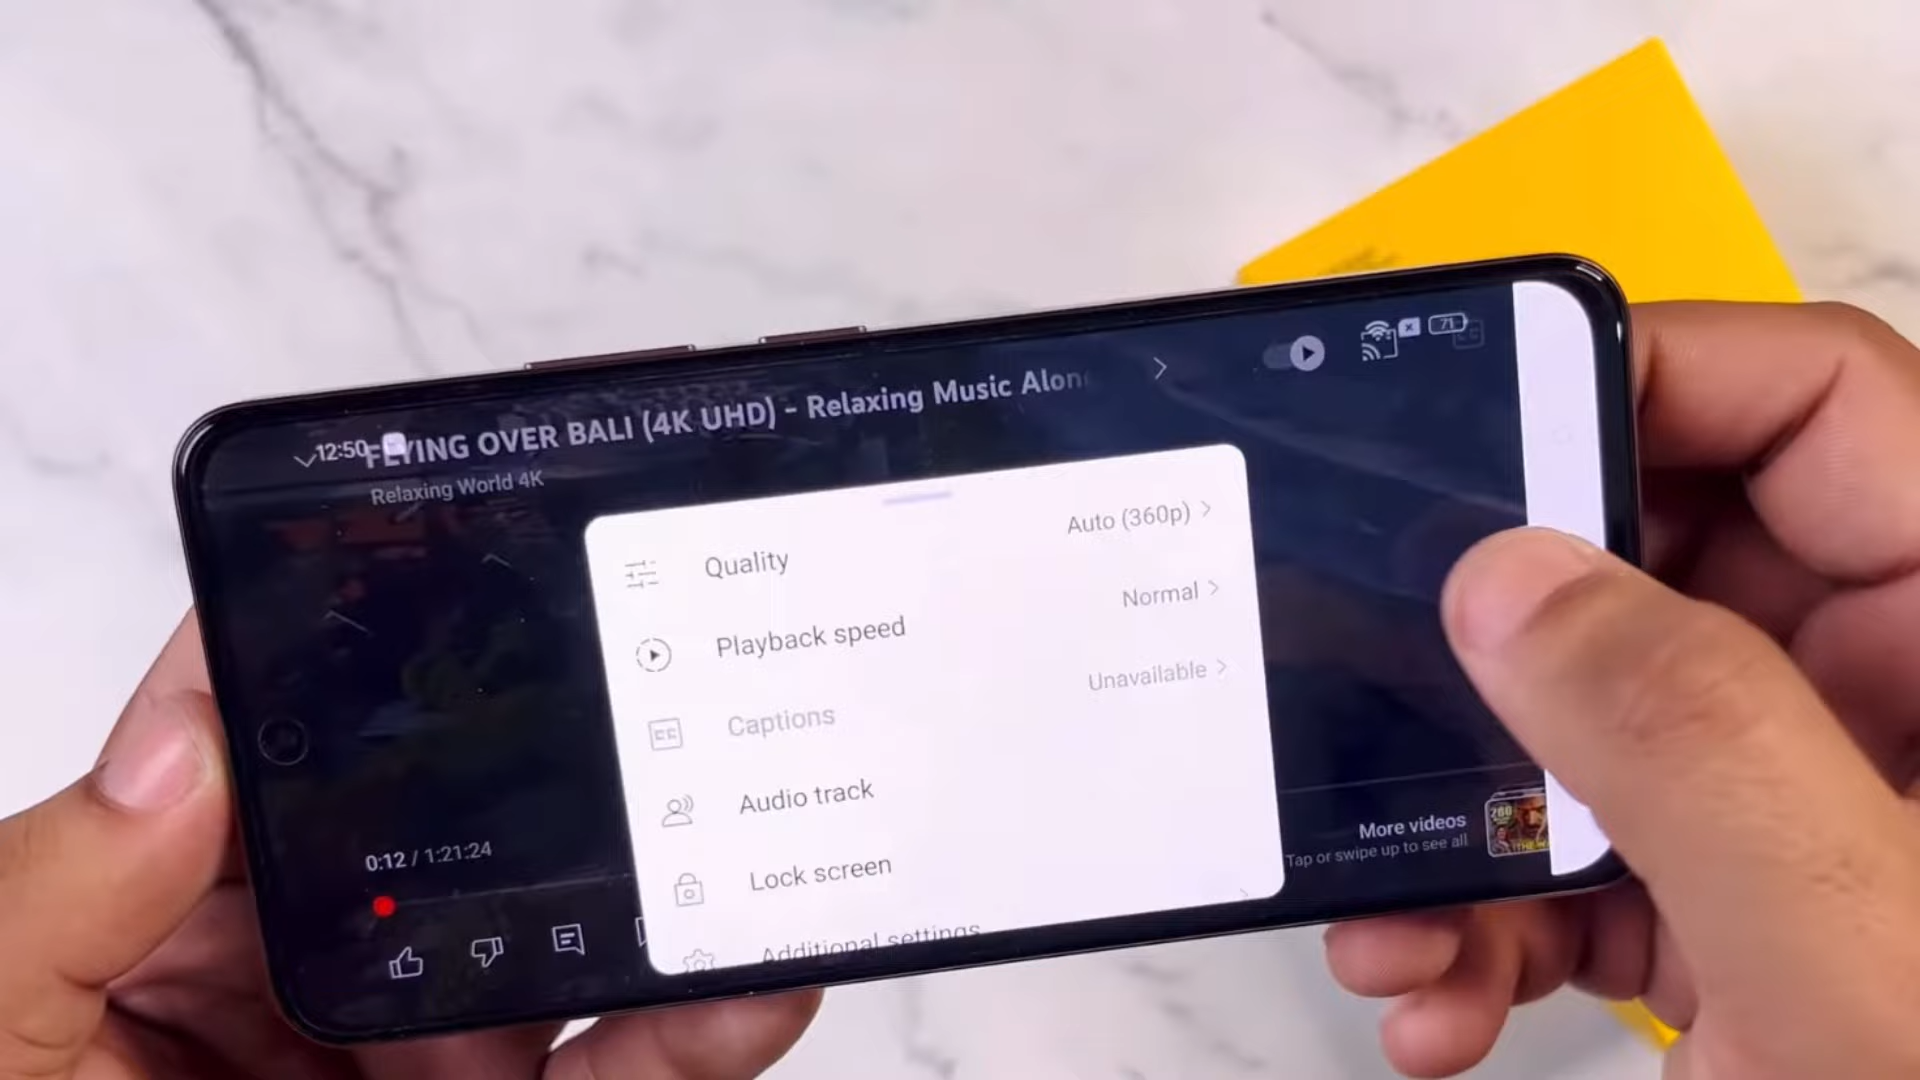 12:50
71
FLYING OVER BALI (4K UHD) - Relaxing Music Alon
Relaxing World 4K
Quality
Auto (360p)
Playback speed
Normal
Captions
Unavailable
Audio track
Lock screen
Additional settings
0:12 / 1:21:24
More videos
Tap or swipe up to see all